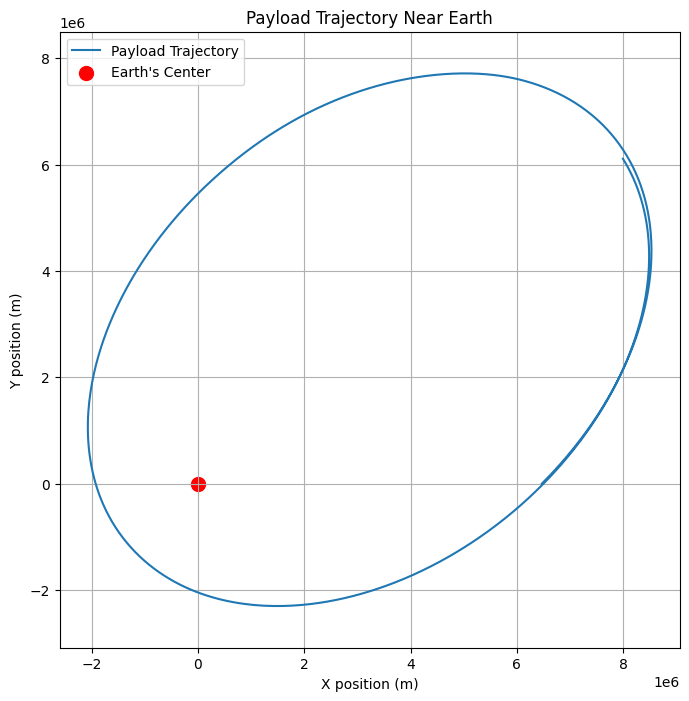 Payload Trajectory Near Earth
1e6
Payload Trajectory
Earth's Center
8
6
4
2
0
−2
Y position (m)
−2
0
2
4
6
8
1e6
X position (m)